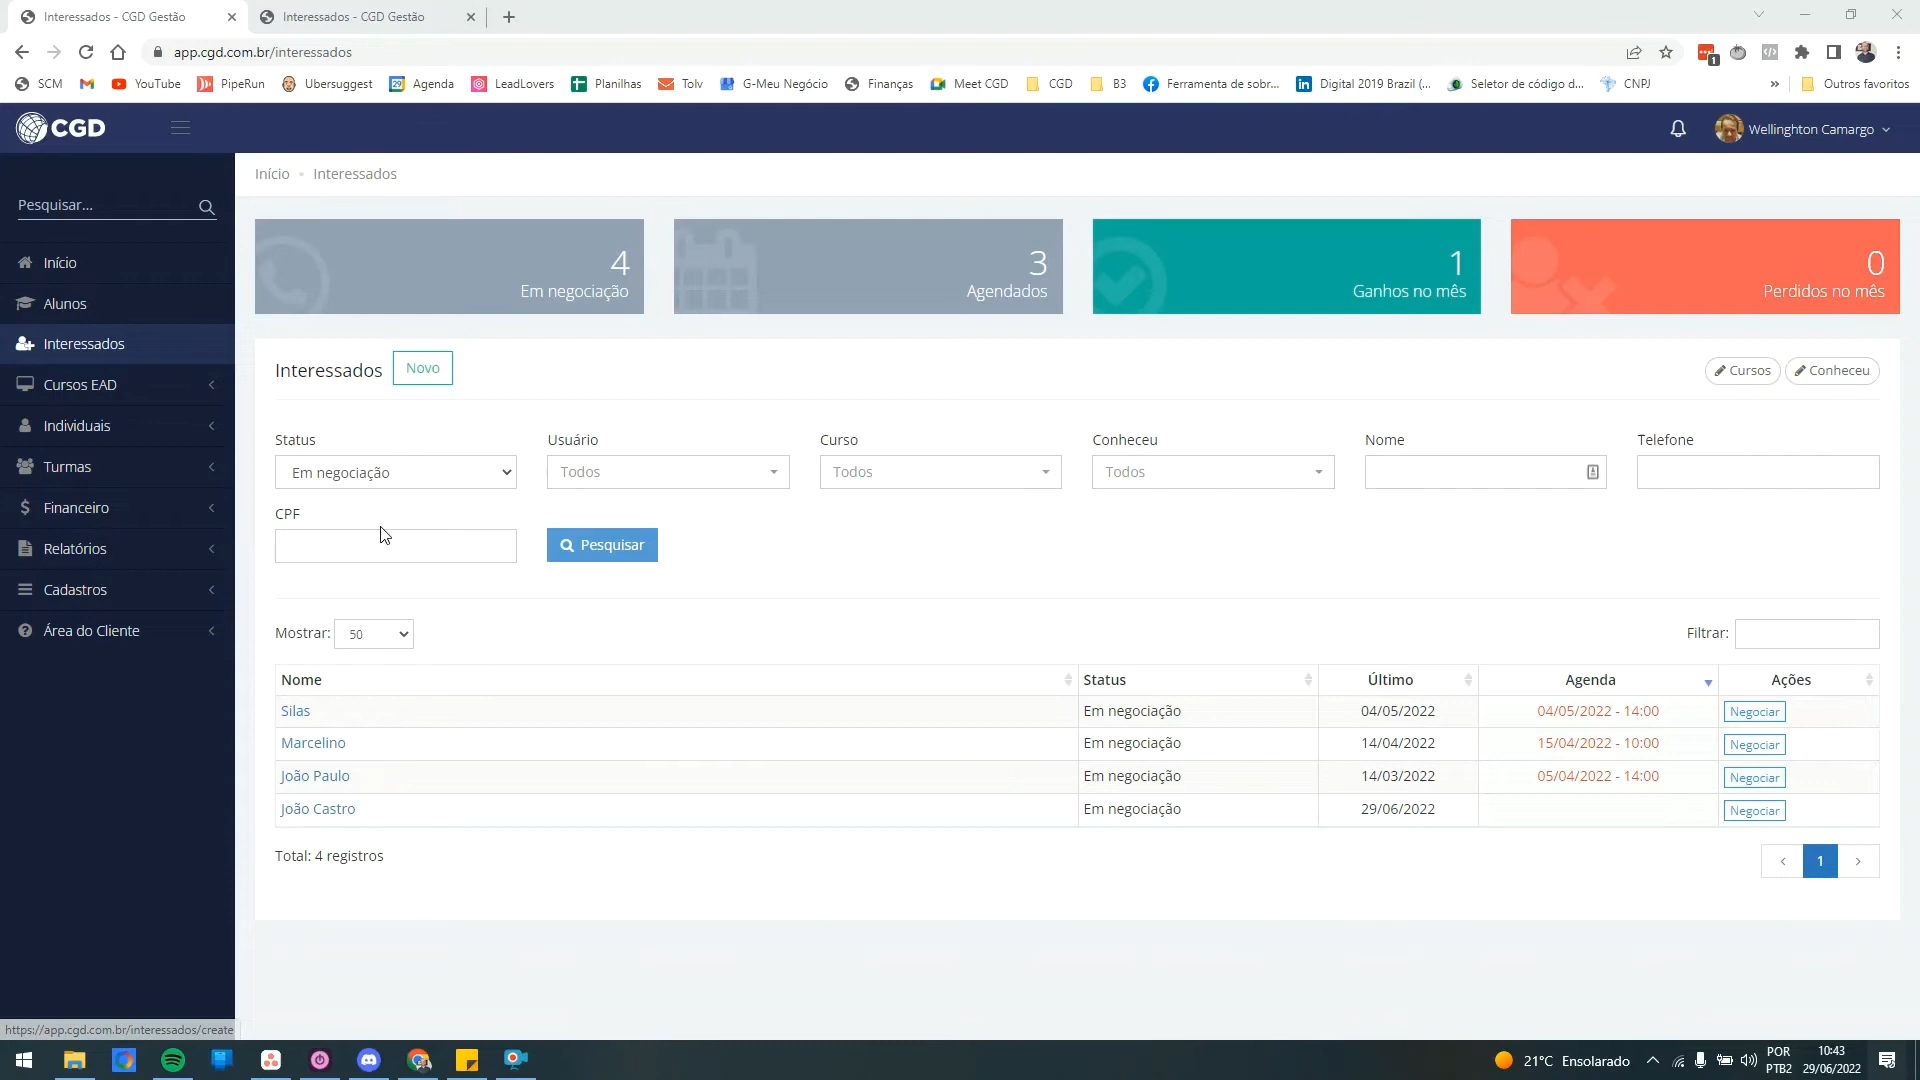 Interessados - CGD Gestão
Interessados - CGD Gestão
app.cgd.com.br/interessados
1
SCM
YouTube
PipeRun
Ubersuggest
29
Agenda
LeadLovers
Planilhas
Tolv
G-Meu Negócio
Finanças
Meet CGD
CGD
B3
Ferramenta de sobr...
Digital 2019 Brazil (...
Seletor de código d...
CNPJ
»
Outros favoritos
CGD
Wellinghton Camargo
Início • Interessados
Pesquisar...
Início
Alunos
Interessados
Cursos EAD
Individuais
Turmas
Financeiro
Relatórios
Cadastros
Área do Cliente
4
Em negociação
3
Agendados
1
Ganhos no mês
0
Perdidos no mês
Interessados
Novo
Cursos
Conheceu
Status
Usuário
Curso
Conheceu
Nome
Telefone
Em negociação
Todos
Todos
Todos
CPF
Pesquisar
Mostrar: 50
Filtrar:
Nome Status Último Agenda Ações
Silas Em negociação 04/05/2022 04/05/2022 - 14:00 Negociar
Marcelino Em negociação 14/04/2022 15/04/2022 - 10:00 Negociar
João Paulo Em negociação 14/03/2022 05/04/2022 - 14:00 Negociar
João Castro Em negociação 29/06/2022 Negociar
Total: 4 registros
‹ 1 ›
https://app.cgd.com.br/interessados/create
21°C Ensolarado
POR
PTB2
10:43
29/06/2022